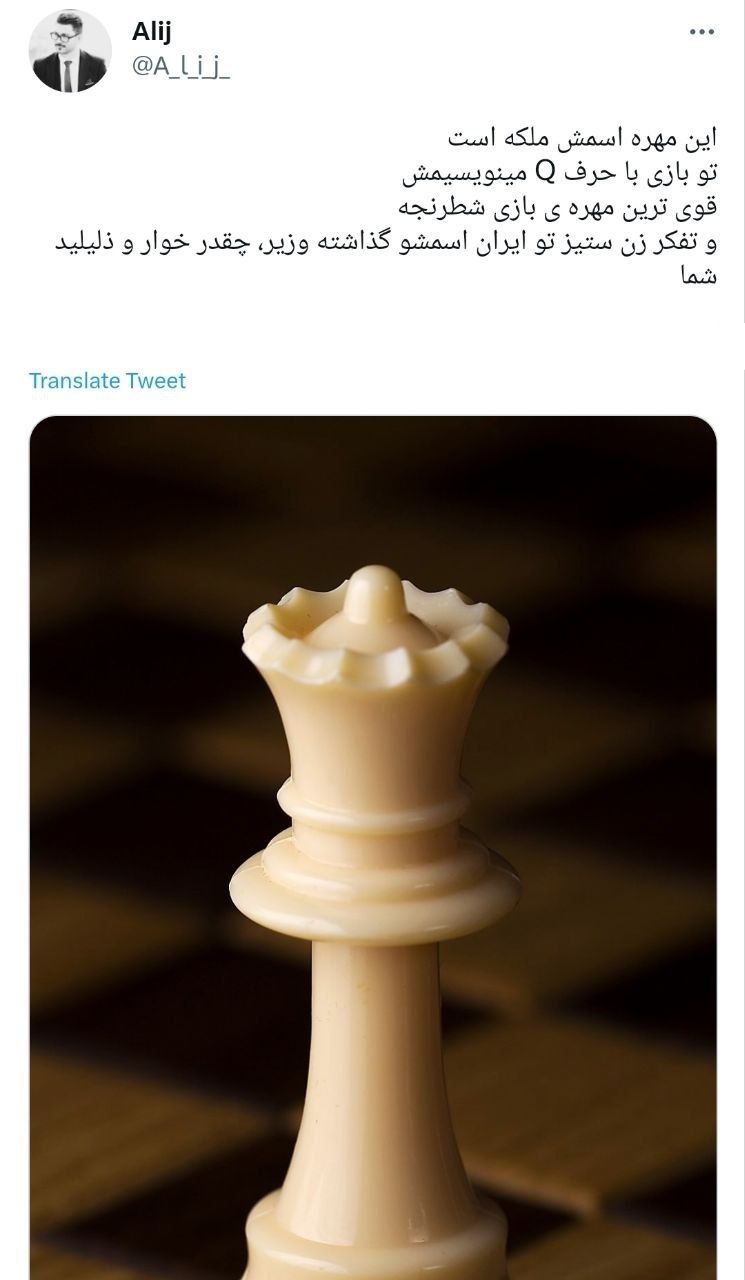 Alij
@A_l_i_j_
این مهره اسمش ملکه است
تو بازی با حرف Q مینویسیمش
قوی ترین مهره ی بازی شطرنجه
و تفکر زن ستیز تو ایران اسمشو گذاشته وزیر، چقدر خوار و ذلیلید
شما
Translate Tweet